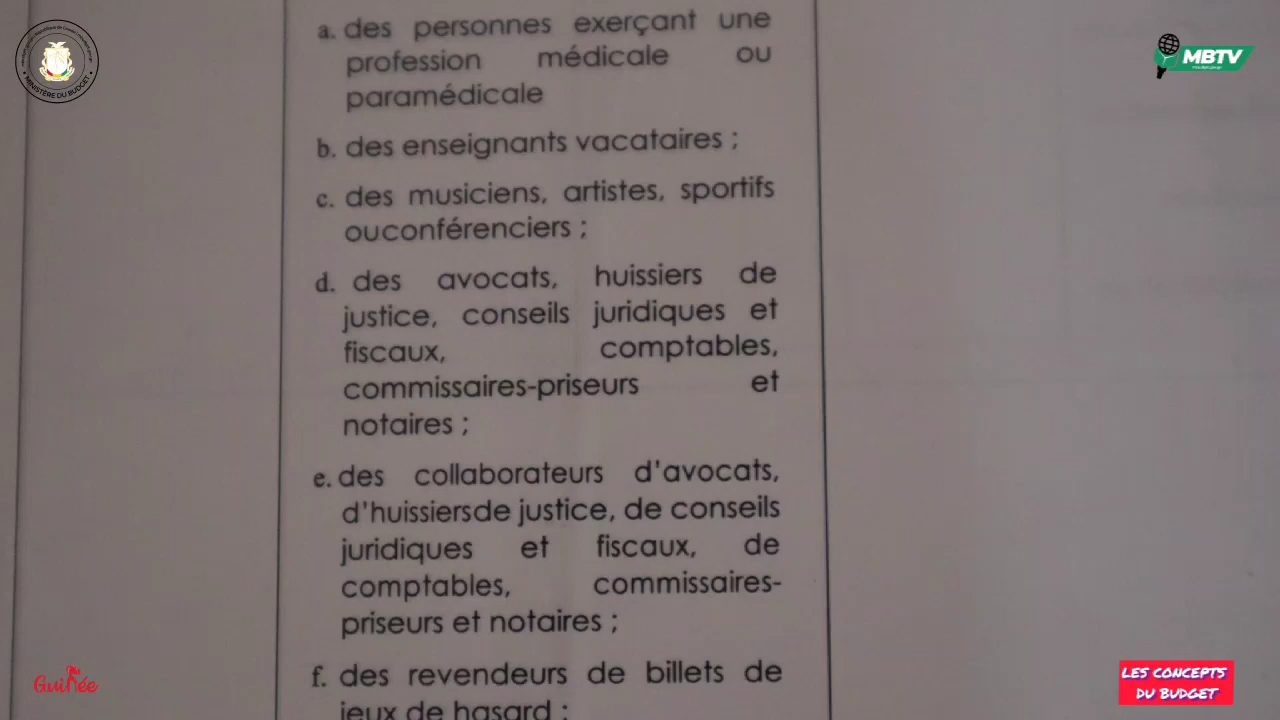 a. des personnes exerçant une
profession médicale ou
paramédicale
b. des enseignants vacataires ;
c. des musiciens, artistes, sportifs
ouconférenciers ;
d. des avocats, huissiers de
justice, conseils juridiques et
fiscaux, comptables,
commissaires-priseurs et
notaires ;
e. des collaborateurs d'avocats,
d'huissiersde justice, de conseils
juridiques et fiscaux, de
comptables, commissaires-
priseurs et notaires ;
f. des revendeurs de billets de
jeux de hasard ;
MINISTÈRE DU BUDGET
MBTV
Guinée
LES CONCEPTS
DU BUDGET